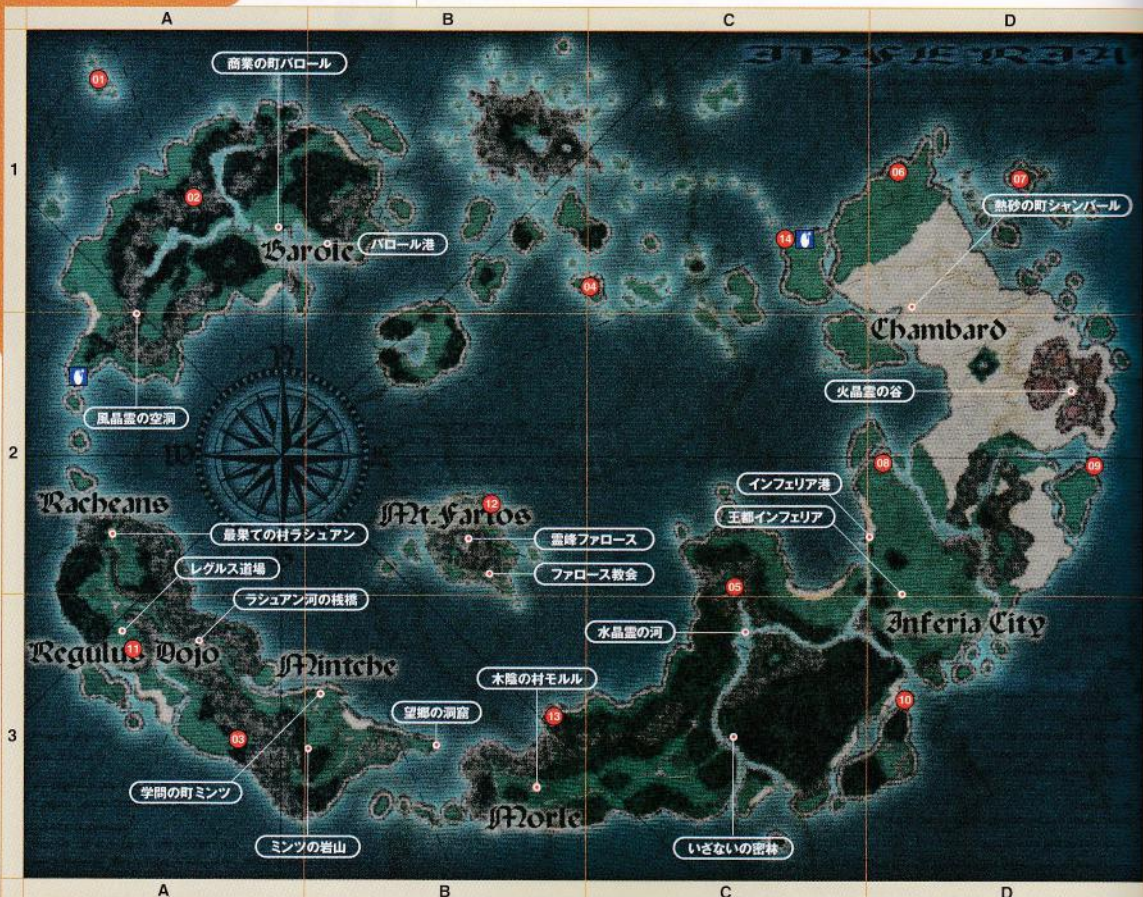 A B C D
INFERIA
01
商業の町バロール
1
02
06
07
熱砂の町シャンバール
Barole
バロール港
14
04
Chambard
火晶霊の谷
風晶霊の空洞
N
2
W E
08
09
インフェリア港
王都インフェリア
Racheans
Mt.Farlos
12
最果ての村ラシュアン
霊峰ファロース
ファロース教会
レグルス道場
ラシュアン河の桟橋
05
水晶霊の河
Inferia City
Regulus Dojo
11
Mintche
木陰の村モルル
望郷の洞窟
13
10
3
03
学問の町ミンツ
Morle
ミンツの岩山
いざないの密林
A B C D